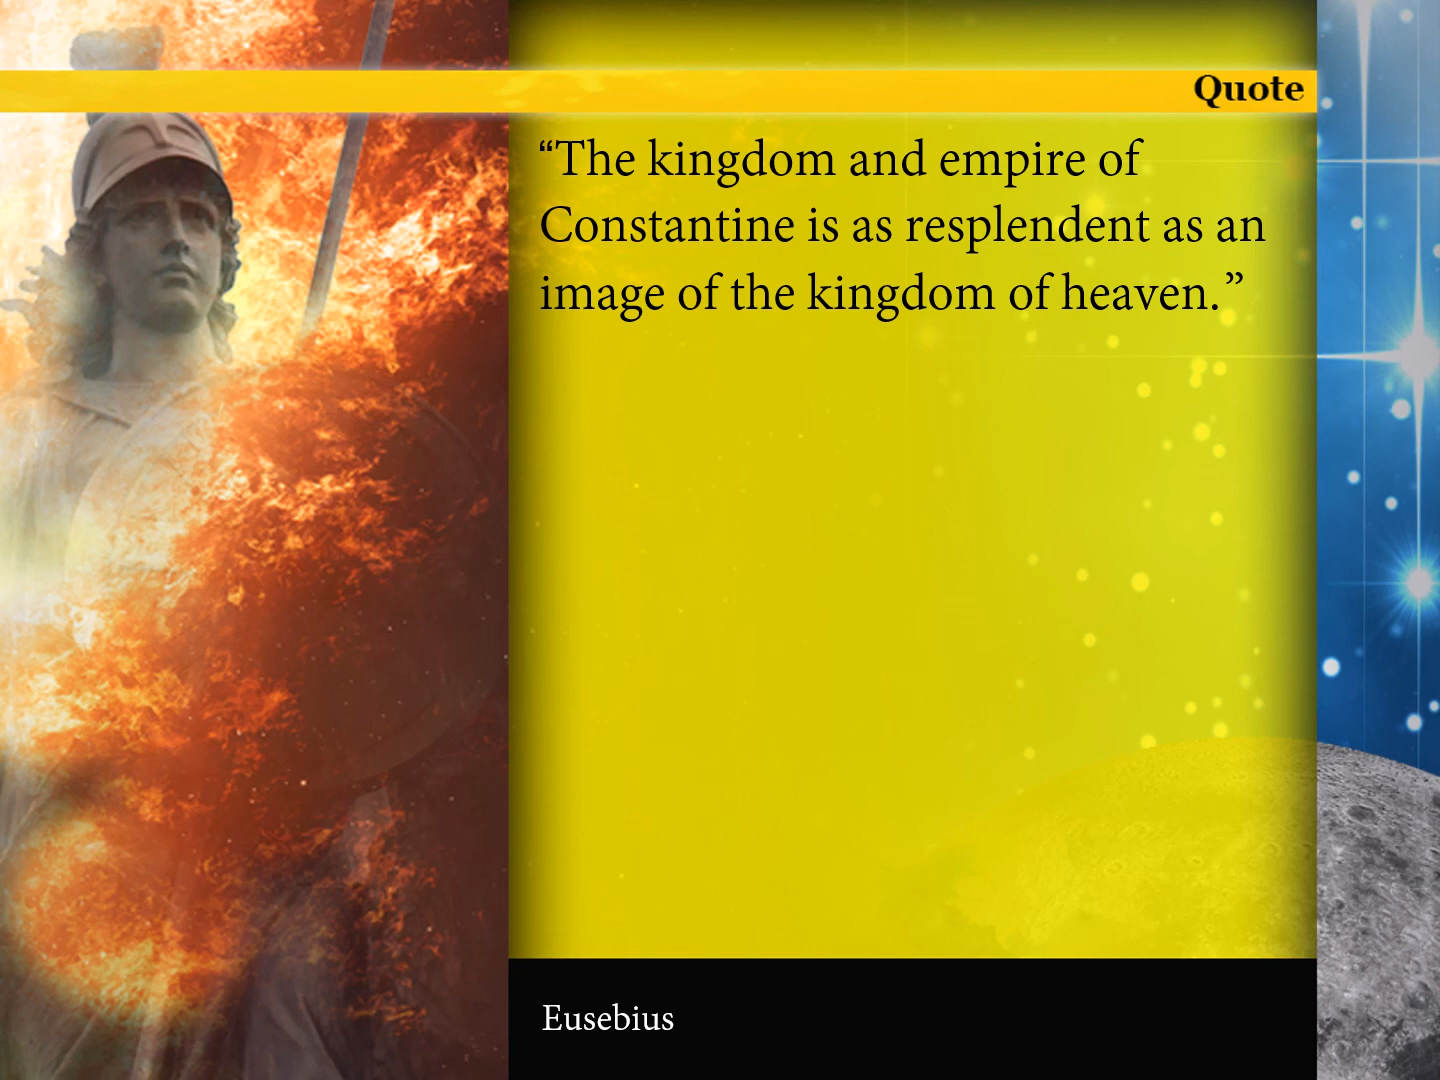 Quote
“The kingdom and empire of
Constantine is as resplendent as an
image of the kingdom of heaven.”
Eusebius